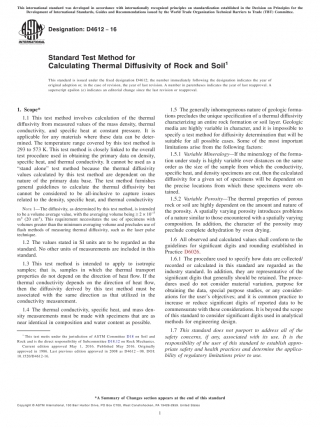 This international standard was developed in accordance with internationally recognized principles on standardization established in the Decision on Principles for the
Development of International Standards, Guides and Recommendations issued by the World Trade Organization Technical Barriers to Trade (TBT) Committee.
Designation: D4612 − 16
Standard Test Method for
Calculating Thermal Diffusivity of Rock and Soil1
This standard is issued under the fixed designation D4612; the number immediately following the designation indicates the year of
original adoption or, in the case of revision, the year of last revision. A number in parentheses indicates the year of last reapproval. A
superscript epsilon (ε) indicates an editorial change since the last revision or reapproval.
1. Scope*
1.1 This test method involves calculation of the thermal
diffusivity from measured values of the mass density, thermal
conductivity, and specific heat at constant pressure. It is
applicable for any materials where these data can be deter-
mined. The temperature range covered by this test method is
293 to 573 K. This test method is closely linked to the overall
test procedure used in obtaining the primary data on density,
specific heat, and thermal conductivity. It cannot be used as a
“stand alone” test method because the thermal diffusivity
values calculated by this test method are dependent on the
nature of the primary data base. The test method furnishes
general guidelines to calculate the thermal diffusivity but
cannot be considered to be all-inclusive to capture issues
related to the density, specific heat, and thermal conductivity.
NOTE 1—The diffusivity, as determined by this test method, is intended
to be a volume average value, with the averaging volume being ≥ 2 × 10−5
m3 (20 cm3). This requirement necessitates the use of specimens with
volumes greater than the minimum averaging volume and precludes use of
flash methods of measuring thermal diffusivity, such as the laser pulse
technique.
1.2 The values stated in SI units are to be regarded as the
standard. No other units of measurements are included in this
standard.
1.3 This test method is intended to apply to isotropic
samples; that is, samples in which the thermal transport
properties do not depend on the direction of heat flow. If the
thermal conductivity depends on the direction of heat flow,
then the diffusivity derived by this test method must be
associated with the same direction as that utilized in the
conductivity measurement.
1.4 The thermal conductivity, specific heat, and mass den-
sity measurements must be made with specimens that are as
near identical in composition and water content as possible.
1 This test method is under the jurisdiction of ASTM Committee D18 on Soil and
Rock and is the direct responsibility of Subcommittee D18.12 on Rock Mechanics.
Current edition approved May 1, 2016. Published May 2016. Originally
approved in 1986. Last previous edition approved in 2008 as D4612 – 08. DOI:
10.1520/D4612-16.
1.5 The generally inhomogeneous nature of geologic forma-
tions precludes the unique specification of a thermal diffusivity
characterizing an entire rock formation or soil layer. Geologic
media are highly variable in character, and it is impossible to
specify a test method for diffusivity determination that will be
suitable for all possible cases. Some of the most important
limitations arise from the following factors:
1.5.1 Variable Mineralogy—If the mineralogy of the forma-
tion under study is highly variable over distances on the same
order as the size of the sample from which the conductivity,
specific heat, and density specimens are cut, then the calculated
diffusivity for a given set of specimens will be dependent on
the precise locations from which these specimens were ob-
tained.
1.5.2 Variable Porosity—The thermal properties of porous
rock or soil are highly dependent on the amount and nature of
the porosity. A spatially varying porosity introduces problems
of a nature similar to those encountered with a spatially varying
composition. In addition, the character of the porosity may
preclude complete dehydration by oven drying.
1.6 All observed and calculated values shall conform to the
guidelines for significant digits and rounding established in
Practice D6026.
1.6.1 The procedure used to specify how data are collected/
recorded or calculated in this standard are regarded as the
industry standard. In addition, they are representative of the
significant digits that generally should be retained. The proce-
dures used do not consider material variation, purpose for
obtaining the data, special purpose studies, or any consider-
ations for the user’s objectives; and it is common practice to
increase or reduce significant digits of reported data to be
commensurate with these considerations. It is beyond the scope
of this standard to consider significant digits used in analytical
methods for engineering design.
1.7 This standard does not purport to address all of the
safety concerns, if any, associated with its use. It is the
responsibility of the user of this standard to establish appro-
priate safety and health practices and determine the applica-
bility of regulatory limitations prior to use.
*A Summary of Changes section appears at the end of this standard
Copyright © ASTM International, 100 Barr Harbor Drive, PO Box C700, West Conshohocken, PA 19428-2959. United States
1